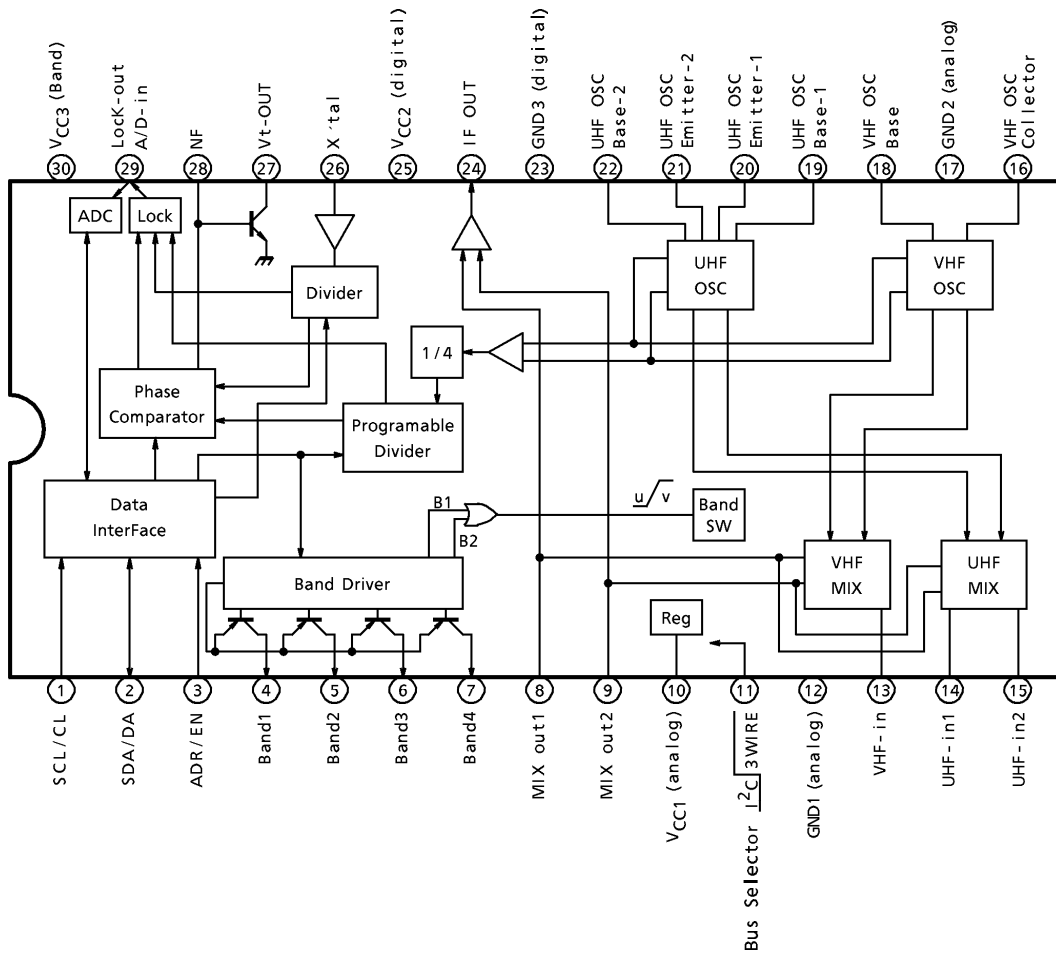 VCC3 (Band)
LocK-out
A/D-in
NF
Vt-OUT
X´tal
VCC2 (digital)
IF OUT
GND3 (digital)
UHF OSC
Base-2
UHF OSC
Emitter-2
UHF OSC
Emitter-1
UHF OSC
Base-1
VHF OSC
Base
GND2 (analog)
VHF OSC
Collector
30
29
28
27
26
25
24
23
22
21
20
19
18
17
16
ADC
Lock
Divider
UHF
OSC
VHF
OSC
1/4
Phase
Comparator
Programable
Divider
Data
InterFace
B1
B2
u/v
Band
SW
Band Driver
VHF
MIX
UHF
MIX
Reg
1
2
3
4
5
6
7
8
9
10
11
12
13
14
15
SCL/CL
SDA/DA
ADR/EN
Band1
Band2
Band3
Band4
MIX out1
MIX out2
VCC1 (analog)
Bus Selector I2C 3WIRE
GND1 (analog)
VHF-in
UHF-in1
UHF-in2